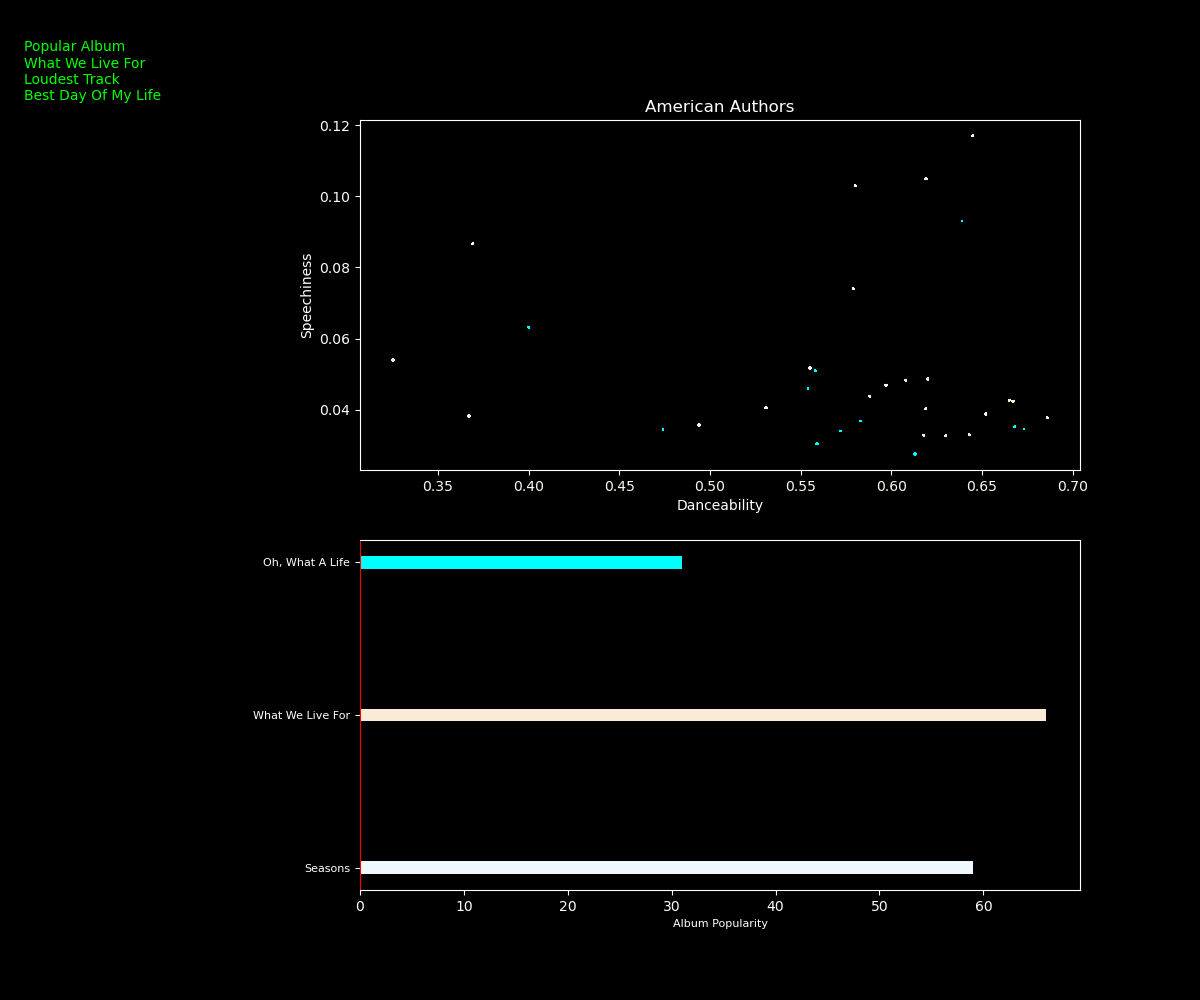 Popular Album
What We Live For
Loudest Track
Best Day Of My Life
American Authors
0.12
0.10
0.08
0.06
0.04
Speechiness
0.35 0.40 0.45 0.50 0.55 0.60 0.65 0.70
Danceability
Oh, What A Life
What We Live For
Seasons
0 10 20 30 40 50 60
Album Popularity